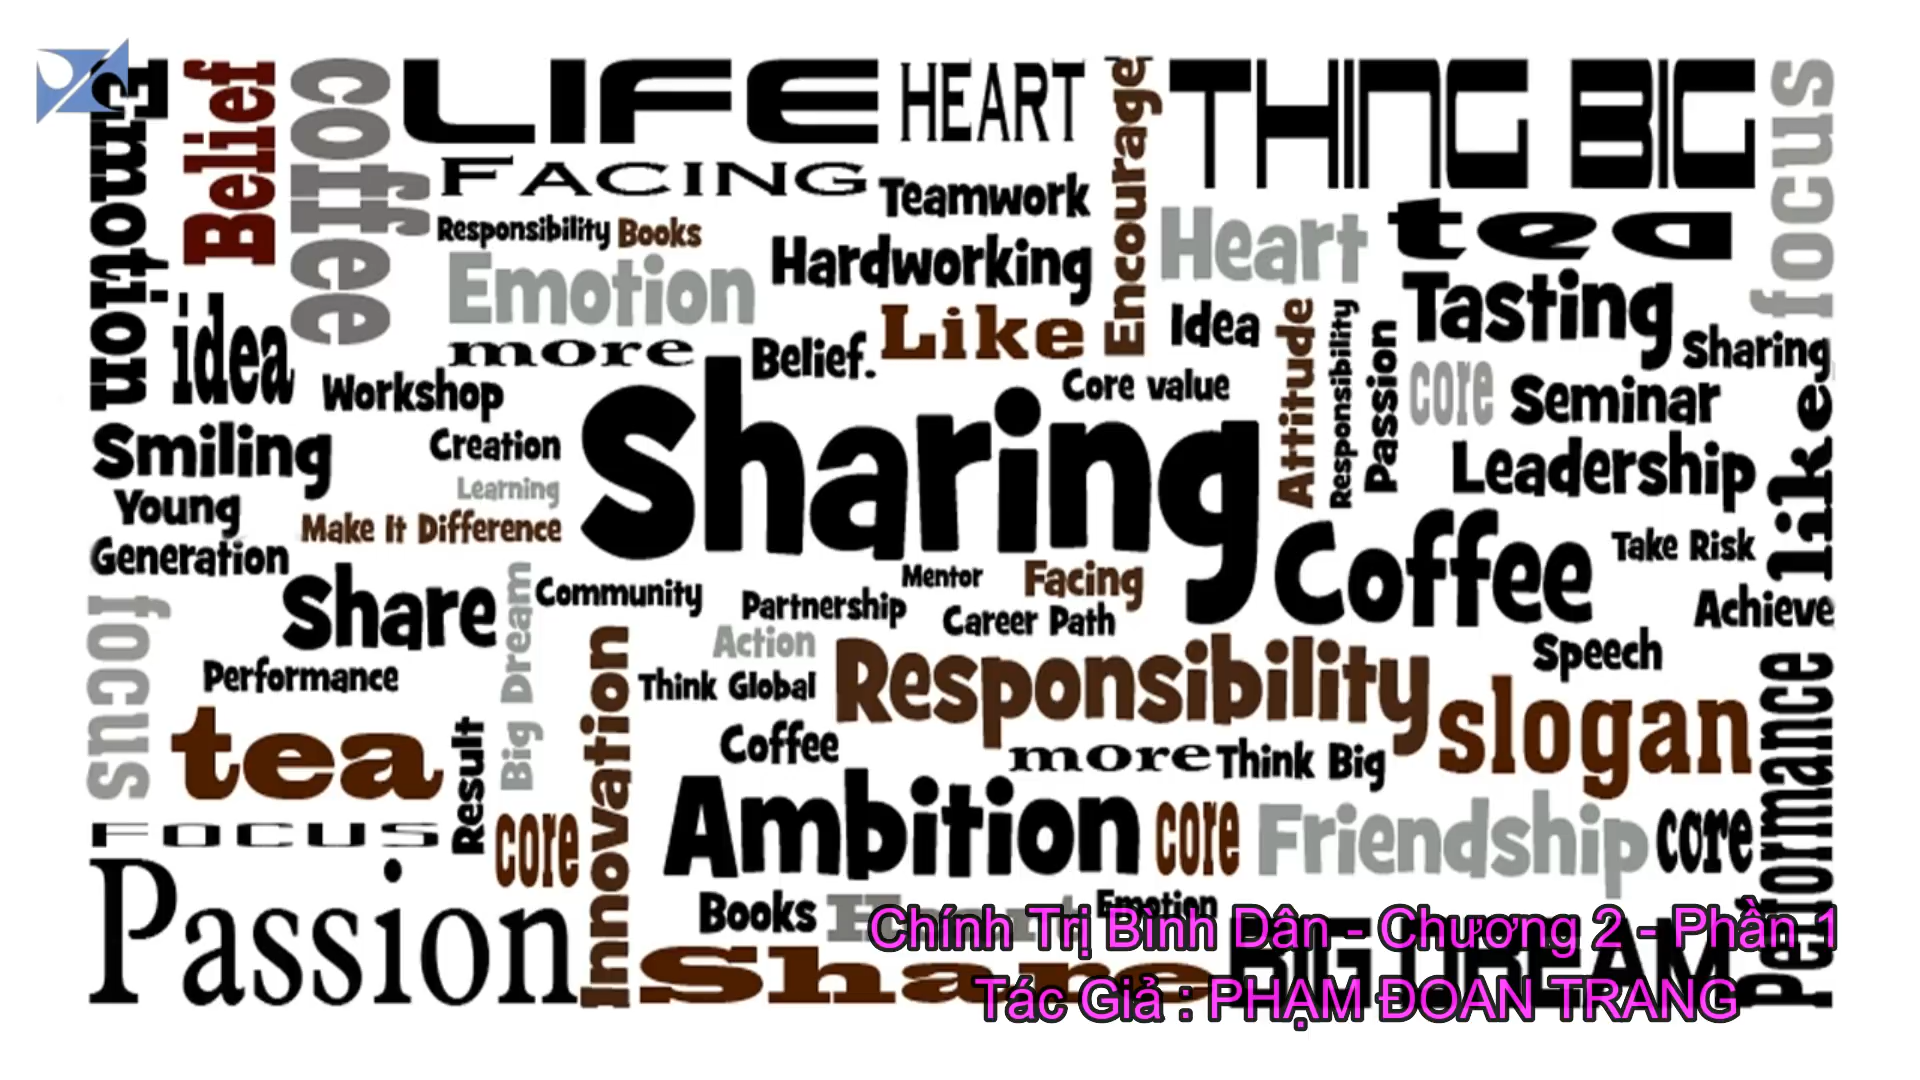 Emotion
Belief
coffee
LIFE
HEART
Encourage
THING BIG
focus
FACING
Teamwork
Responsibility
Books
Heart
tea
Hardworking
Emotion
Tasting
idea
Like
Idea
Attitude
Responsibility
Passion
Sharing
more
Belief.
Workshop
Core value
core
Seminar
like
Sharing
Smiling
Creation
Leadership
Learning
Young
Make It Difference
Generation
Coffee
Take Risk
Share
Big Dream
Community
Mentor
Facing
focus
Partnership
Career Path
Achieve
Innovation
Action
Responsibility
Speech
Performance
Think Global
performance
tea
Result
Coffee
more
Think Big
slogan
FOCUS
core
Ambition
core
Friendship
core
Passion
Books
Heart
Emotion
Share
BIG DREAM
Chính Trị Bình Dân - Chương 2 - Phần 1
Tác Giả : PHẠM ĐOAN TRANG